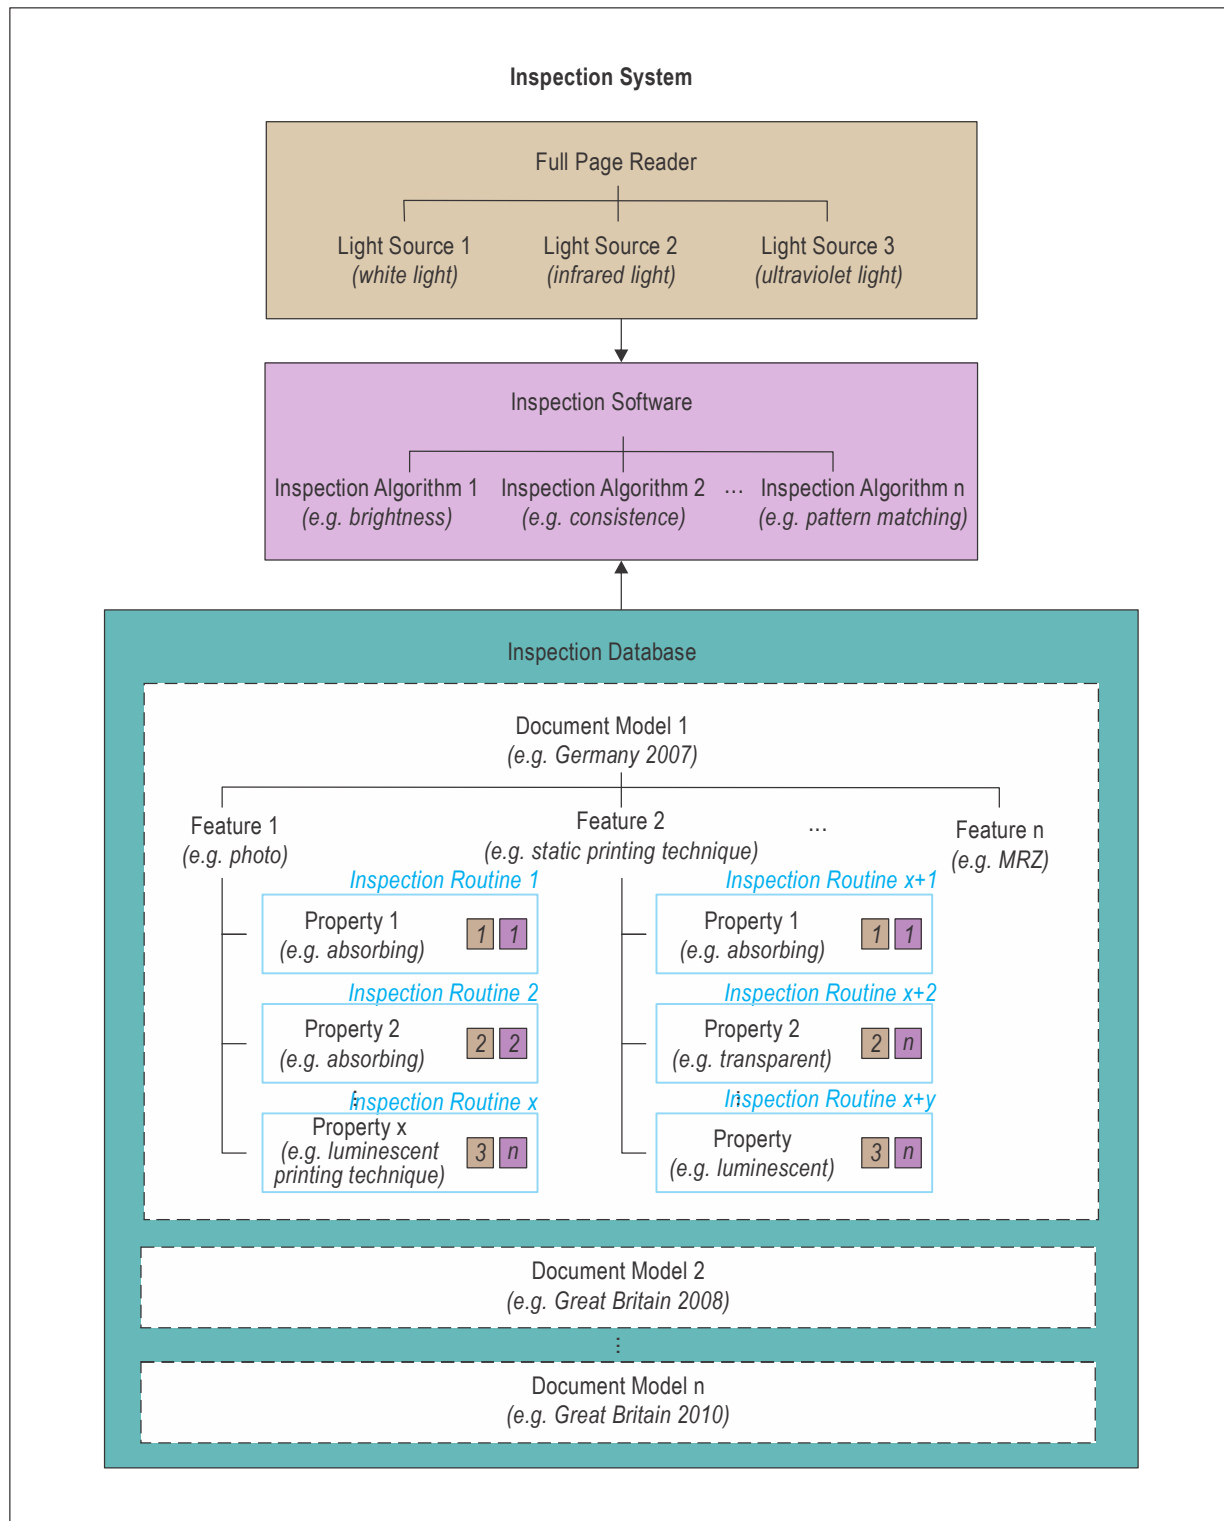 Inspection System
Full Page Reader
Light Source 1
(white light)
Light Source 2
(infrared light)
Light Source 3
(ultraviolet light)
Inspection Software
Inspection Algorithm 1
(e.g. brightness)
Inspection Algorithm 2
(e.g. consistence)
...
Inspection Algorithm n
(e.g. pattern matching)
Inspection Database
Document Model 1
(e.g. Germany 2007)
Feature 1
(e.g. photo)
Feature 2
(e.g. static printing technique)
...
Feature n
(e.g. MRZ)
Inspection Routine 1
Property 1
(e.g. absorbing)
1 1
Inspection Routine 2
Property 2
(e.g. absorbing)
2 2
⋮
Inspection Routine x
Property x
(e.g. luminescent
printing technique)
3 n
Inspection Routine x+1
Property 1
(e.g. absorbing)
1 1
Inspection Routine x+2
Property 2
(e.g. transparent)
2 n
⋮
Inspection Routine x+y
Property
(e.g. luminescent)
3 n
Document Model 2
(e.g. Great Britain 2008)
⋮
Document Model n
(e.g. Great Britain 2010)